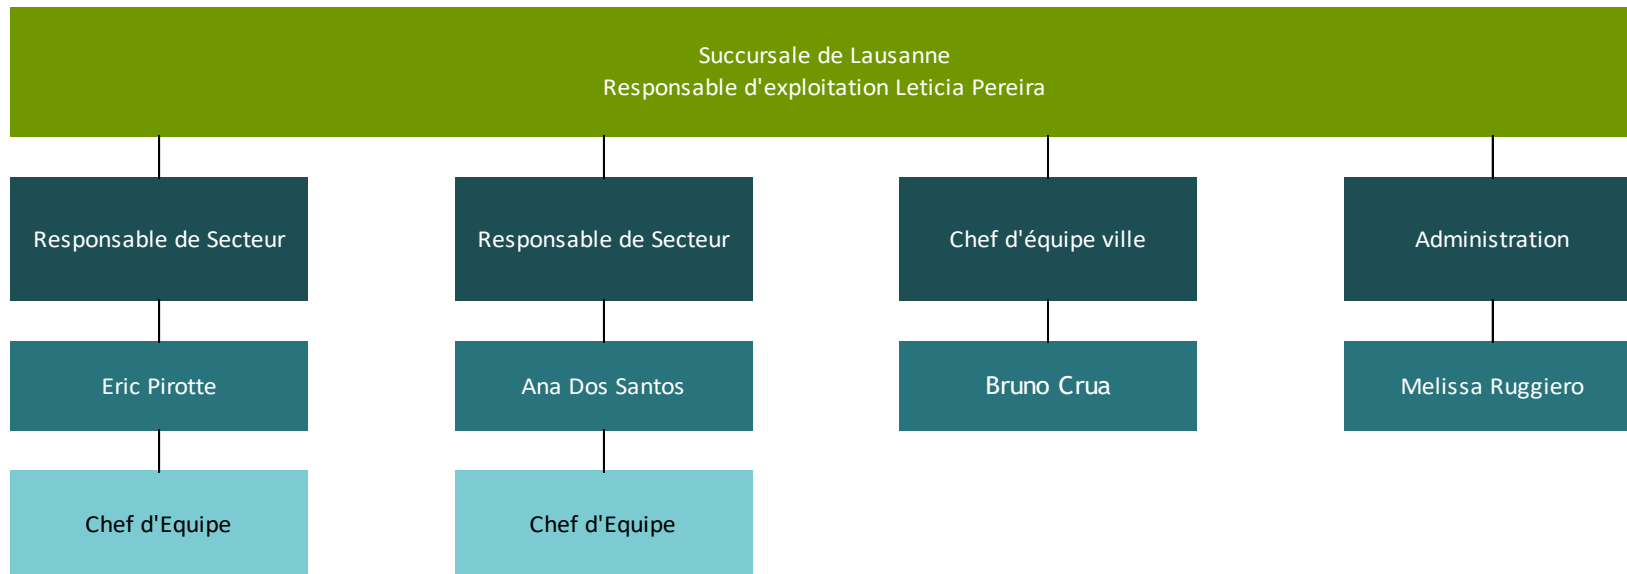 Succursale de Lausanne
Responsable d'exploitation Leticia Pereira
Responsable de Secteur
Responsable de Secteur
Chef d'équipe ville
Administration
Eric Pirotte
Ana Dos Santos
Bruno Crua
Melissa Ruggiero
Chef d'Equipe
Chef d'Equipe